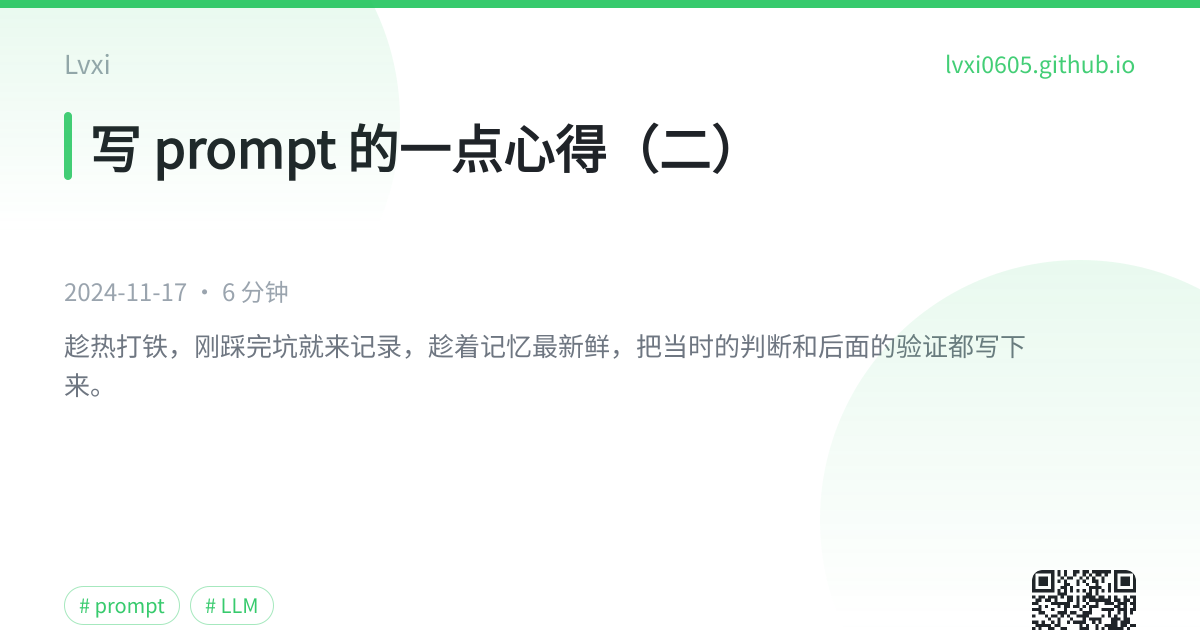 Lvxi
lvxi0605.github.io
写 prompt 的一点心得（二）
2024-11-17 · 6 分钟
趁热打铁，刚踩完坑就来记录，趁着记忆最新鲜，把当时的判断和后面的验证都写下
来。
# prompt
# LLM